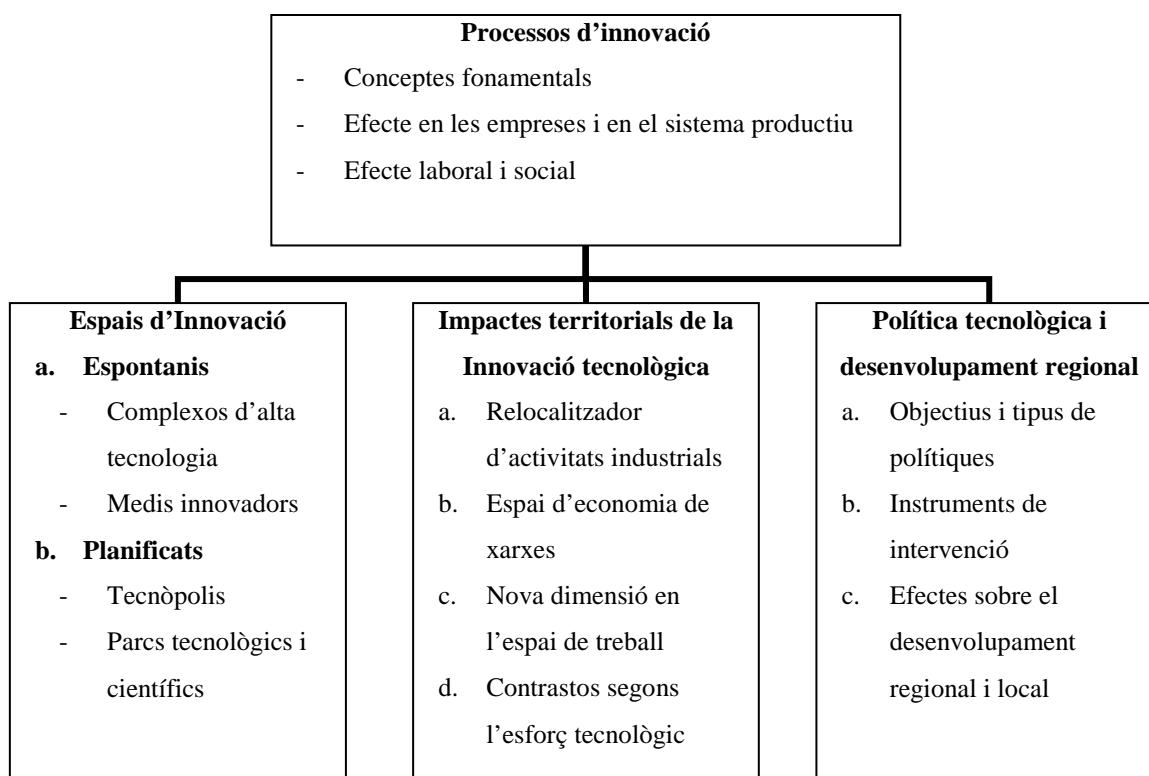 Processos d’innovació
- Conceptes fonamentals
- Efecte en les empreses i en el sistema productiu
- Efecte laboral i social
Espais d’Innovació
a. Espontanis
- Complexos d’alta
tecnologia
- Medis innovadors
b. Planificats
- Tecnòpolis
- Parcs tecnològics i
científics
Impactes territorials de la
Innovació tecnològica
a. Relocalitzador
d’activitats industrials
b. Espai d’economia de
xarxes
c. Nova dimensió en
l’espai de treball
d. Contrastos segons
l’esforç tecnològic
Política tecnològica i
desenvolupament regional
a. Objectius i tipus de
polítiques
b. Instruments de
intervenció
c. Efectes sobre el
desenvolupament
regional i local